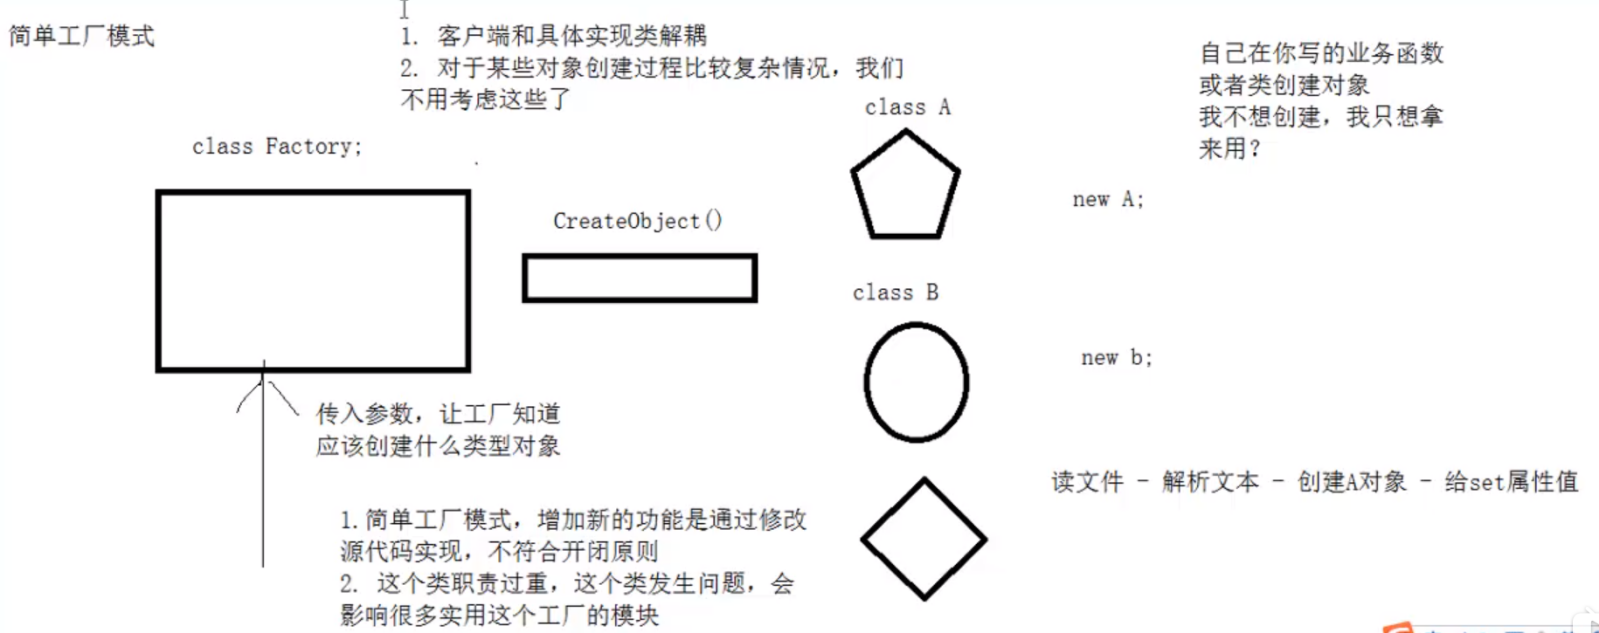 简单工厂模式
1. 客户端和具体实现类解耦
2. 对于某些对象创建过程比较复杂情况，我们
不用考虑这些了
自己在你写的业务函数
或者类创建对象
我不想创建，我只想拿
来用？
class A
class Factory;
new A;
CreateObject()
class B
new b;
传入参数，让工厂知道
应该创建什么类型对象
读文件 - 解析文本 - 创建A对象 - 给set属性值
1.简单工厂模式，增加新的功能是通过修改
源代码实现，不符合开闭原则
2. 这个类职责过重，这个类发生问题，会
影响很多实用这个工厂的模块